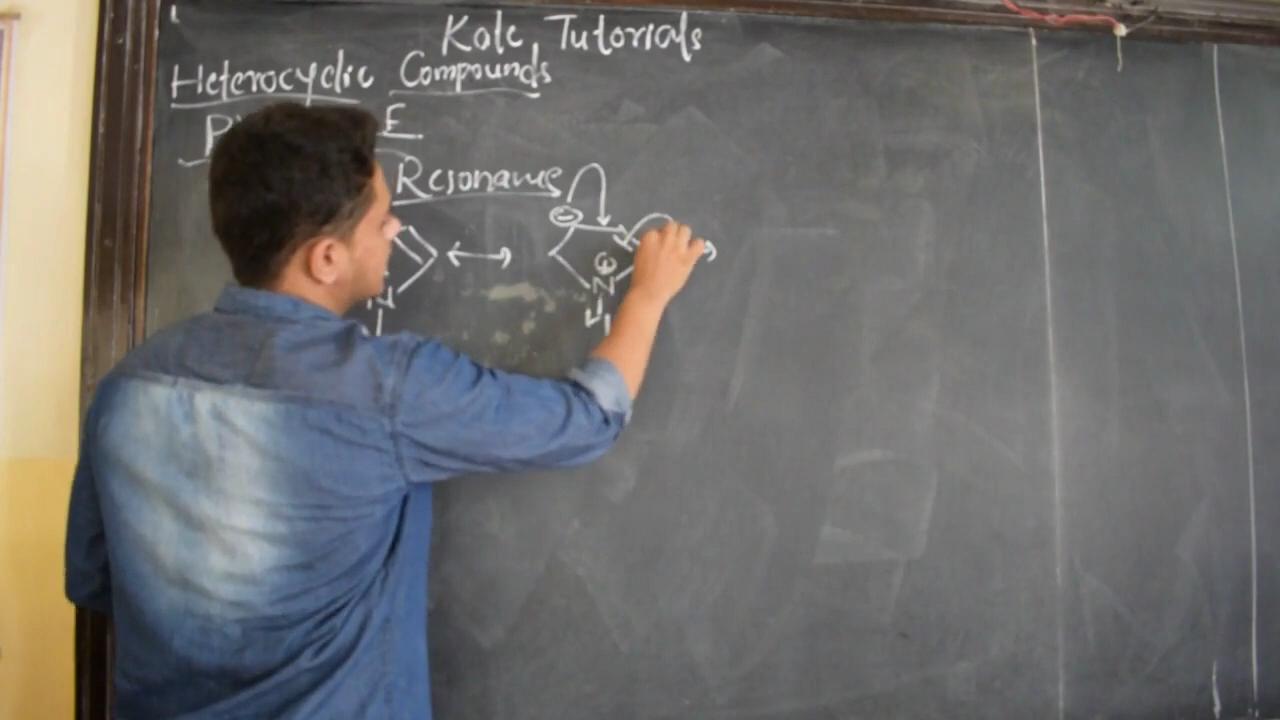 Kole Tutorials
Heterocyclic Compounds
Resonance
⊖
⊕
N
N